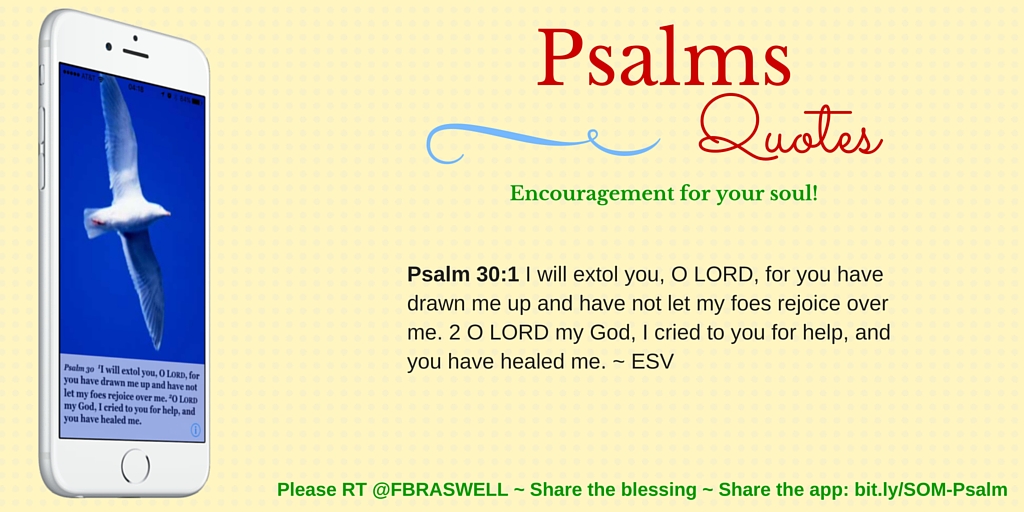 Psalms
Quotes
Encouragement for your soul!
Psalm 30:1 I will extol you, O LORD, for you have
drawn me up and have not let my foes rejoice over
me. 2 O LORD my God, I cried to you for help, and
you have healed me. ~ ESV
Psalm 30 ¹I will extol you, O LORD, for
you have drawn me up and have not
let my foes rejoice over me. ²O LORD
my God, I cried to you for help, and
you have healed me.
Please RT @FBRASWELL ~ Share the blessing ~ Share the app: bit.ly/SOM-Psalm